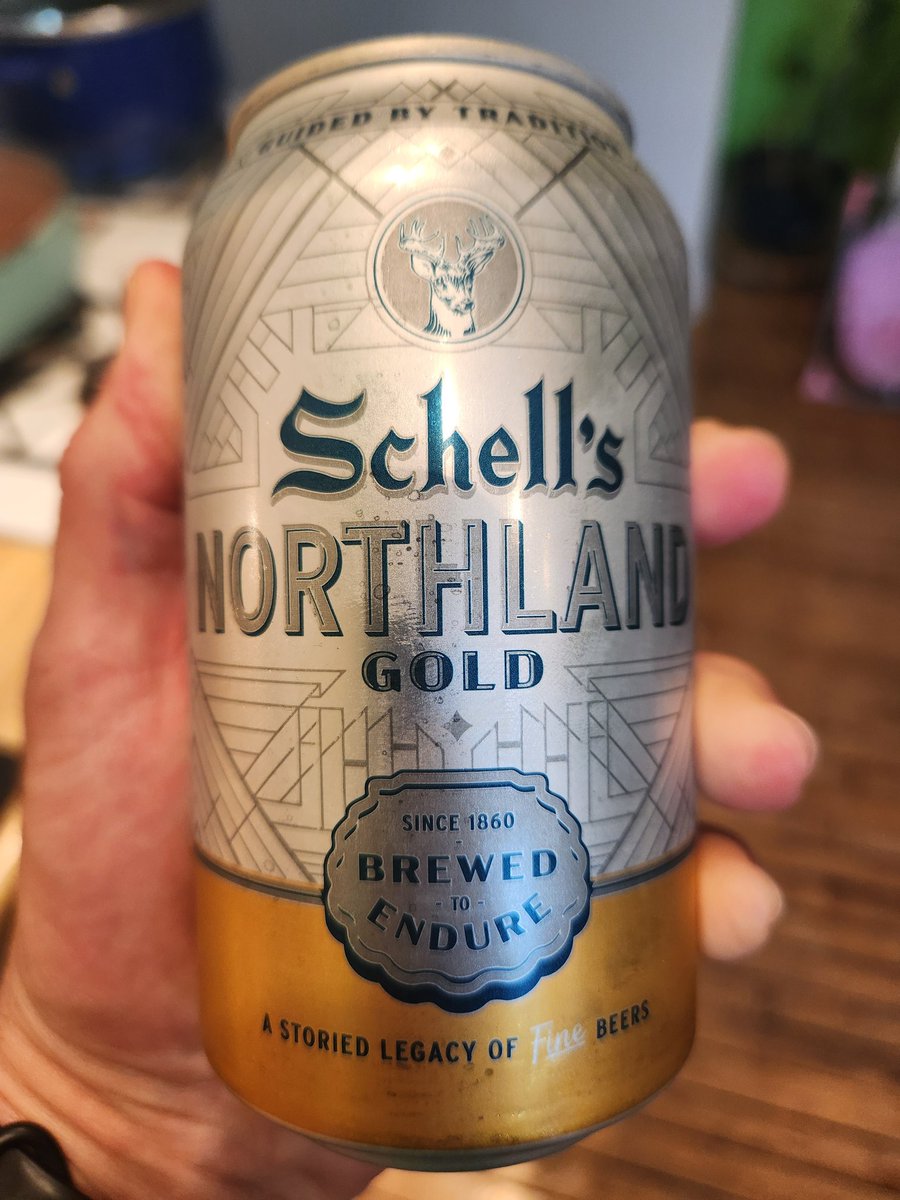 GUIDED BY TRADITION
Schell's
NORTHLAND
GOLD
SINCE 1860
BREWED
- TO -
ENDURE
A STORIED LEGACY OF Fine BEERS